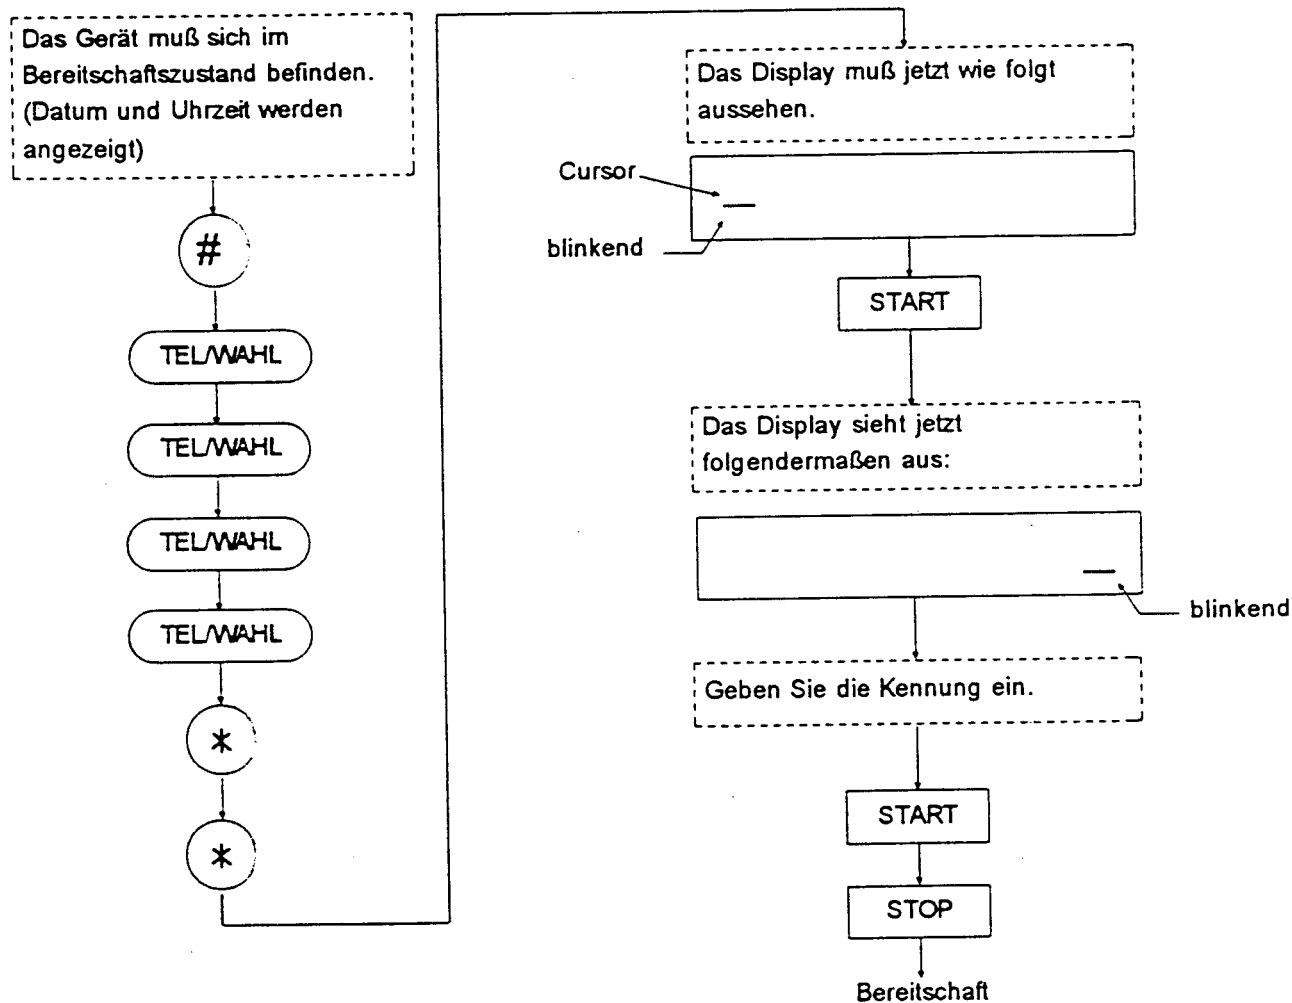 Das Gerät muß sich im
Bereitschaftszustand befinden.
(Datum und Uhrzeit werden
angezeigt)
#
TEL/WAHL
TEL/WAHL
TEL/WAHL
TEL/WAHL
*
*
Das Display muß jetzt wie folgt
aussehen.
Cursor
blinkend
START
Das Display sieht jetzt
folgendermaßen aus:
blinkend
Geben Sie die Kennung ein.
START
STOP
Bereitschaft